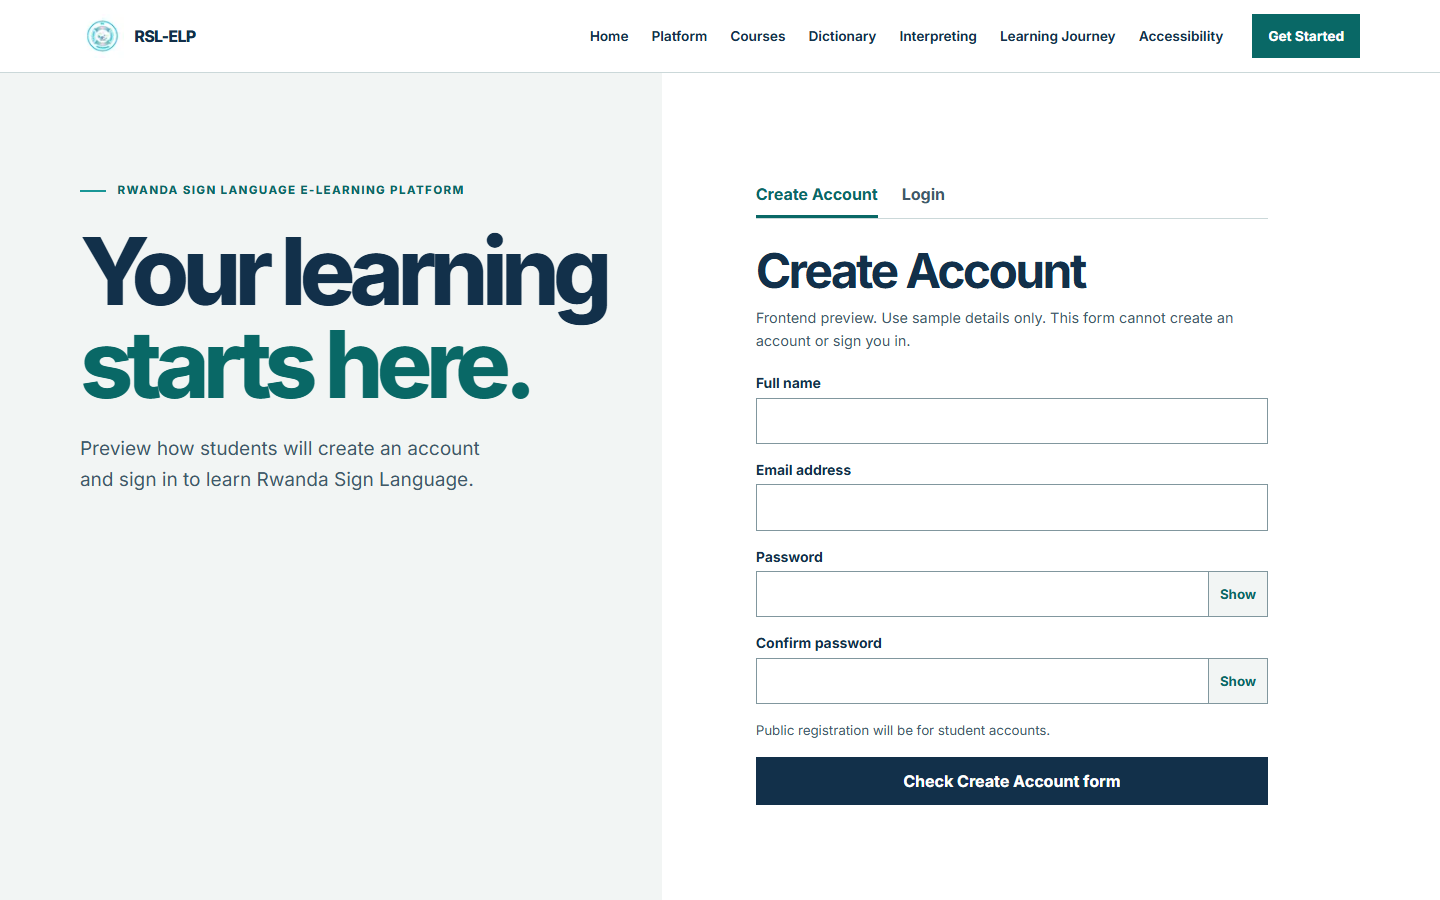 RSL-ELP
Home
Platform
Courses
Dictionary
Interpreting
Learning Journey
Accessibility
Get Started
RWANDA SIGN LANGUAGE E-LEARNING PLATFORM
Your learning
starts here.
Preview how students will create an account
and sign in to learn Rwanda Sign Language.
Create Account
Login
Create Account
Frontend preview. Use sample details only. This form cannot create an
account or sign you in.
Full name
Email address
Password
Show
Confirm password
Show
Public registration will be for student accounts.
Check Create Account form